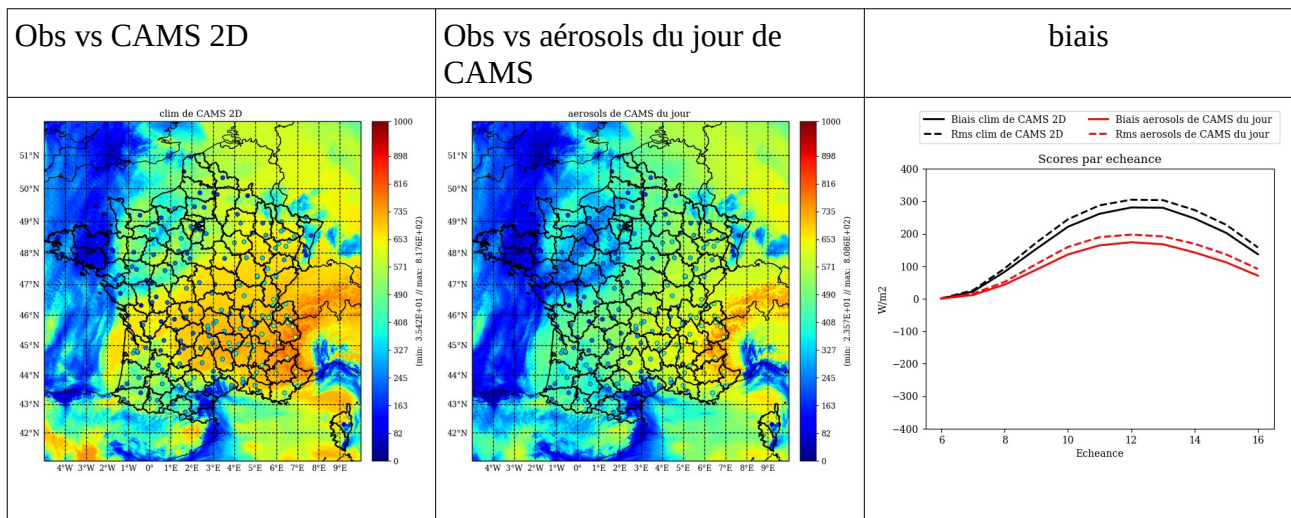 Obs vs CAMS 2D
Obs vs aérosols du jour de
CAMS
biais
clim de CAMS 2D
51°N
50°N
49°N
48°N
47°N
46°N
45°N
44°N
43°N
42°N
4°W 3°W 2°W 1°W 0° 1°E 2°E 3°E 4°E 5°E 6°E 7°E 8°E 9°E
1000
898
816
735
653
571
490
408
327
245
163
82
0
(min: 3.542E+01 // max: 8.176E+02)
aerosols de CAMS du jour
51°N
50°N
49°N
48°N
47°N
46°N
45°N
44°N
43°N
42°N
4°W 3°W 2°W 1°W 0° 1°E 2°E 3°E 4°E 5°E 6°E 7°E 8°E 9°E
1000
898
816
735
653
571
490
408
327
245
163
82
0
(min: 2.357E+01 // max: 8.086E+02)
Biais clim de CAMS 2D
Rms clim de CAMS 2D
Biais aerosols de CAMS du jour
Rms aerosols de CAMS du jour
Scores par echeance
400
300
200
100
0
−100
−200
−300
−400
W/m2
6 8 10 12 14 16
Echeance